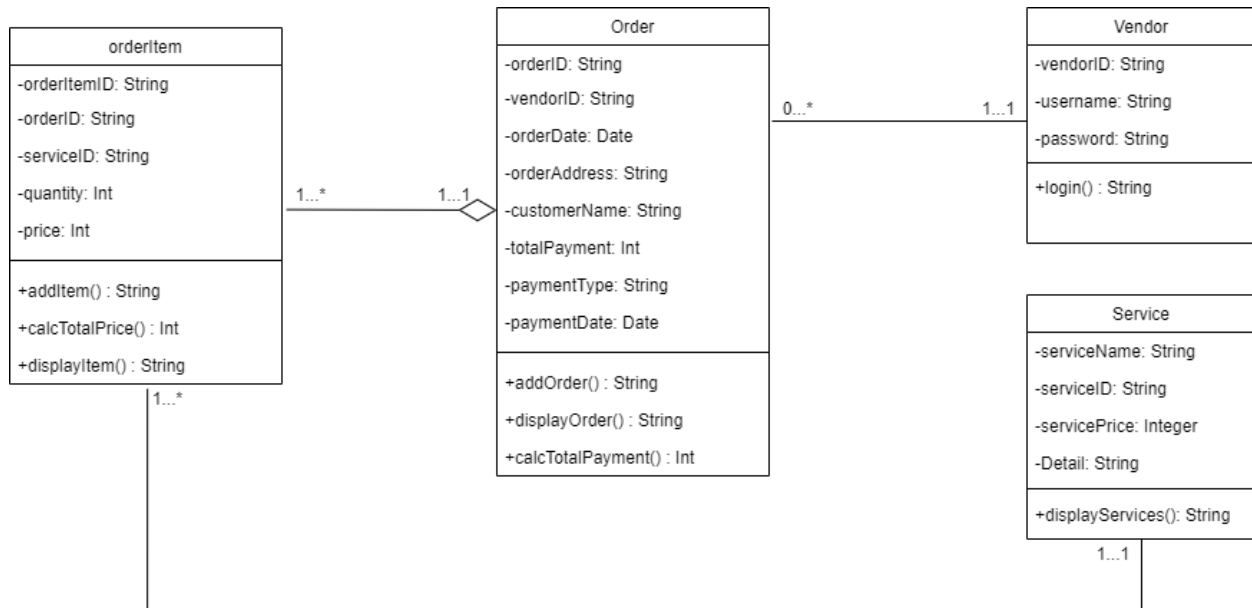 orderItem
-orderItemID: String
-orderID: String
-serviceID: String
-quantity: Int
-price: Int
+addItem() : String
+calcTotalPrice() : Int
+displayItem() : String
1...*
1...*
1...1
Order
-orderID: String
-vendorID: String
-orderDate: Date
-orderAddress: String
-customerName: String
-totalPayment: Int
-paymentType: String
-paymentDate: Date
+addOrder() : String
+displayOrder() : String
+calcTotalPayment() : Int
0...*
1...1
Vendor
-vendorID: String
-username: String
-password: String
+login() : String
Service
-serviceName: String
-serviceID: String
-servicePrice: Integer
-Detail: String
+displayServices(): String
1...1